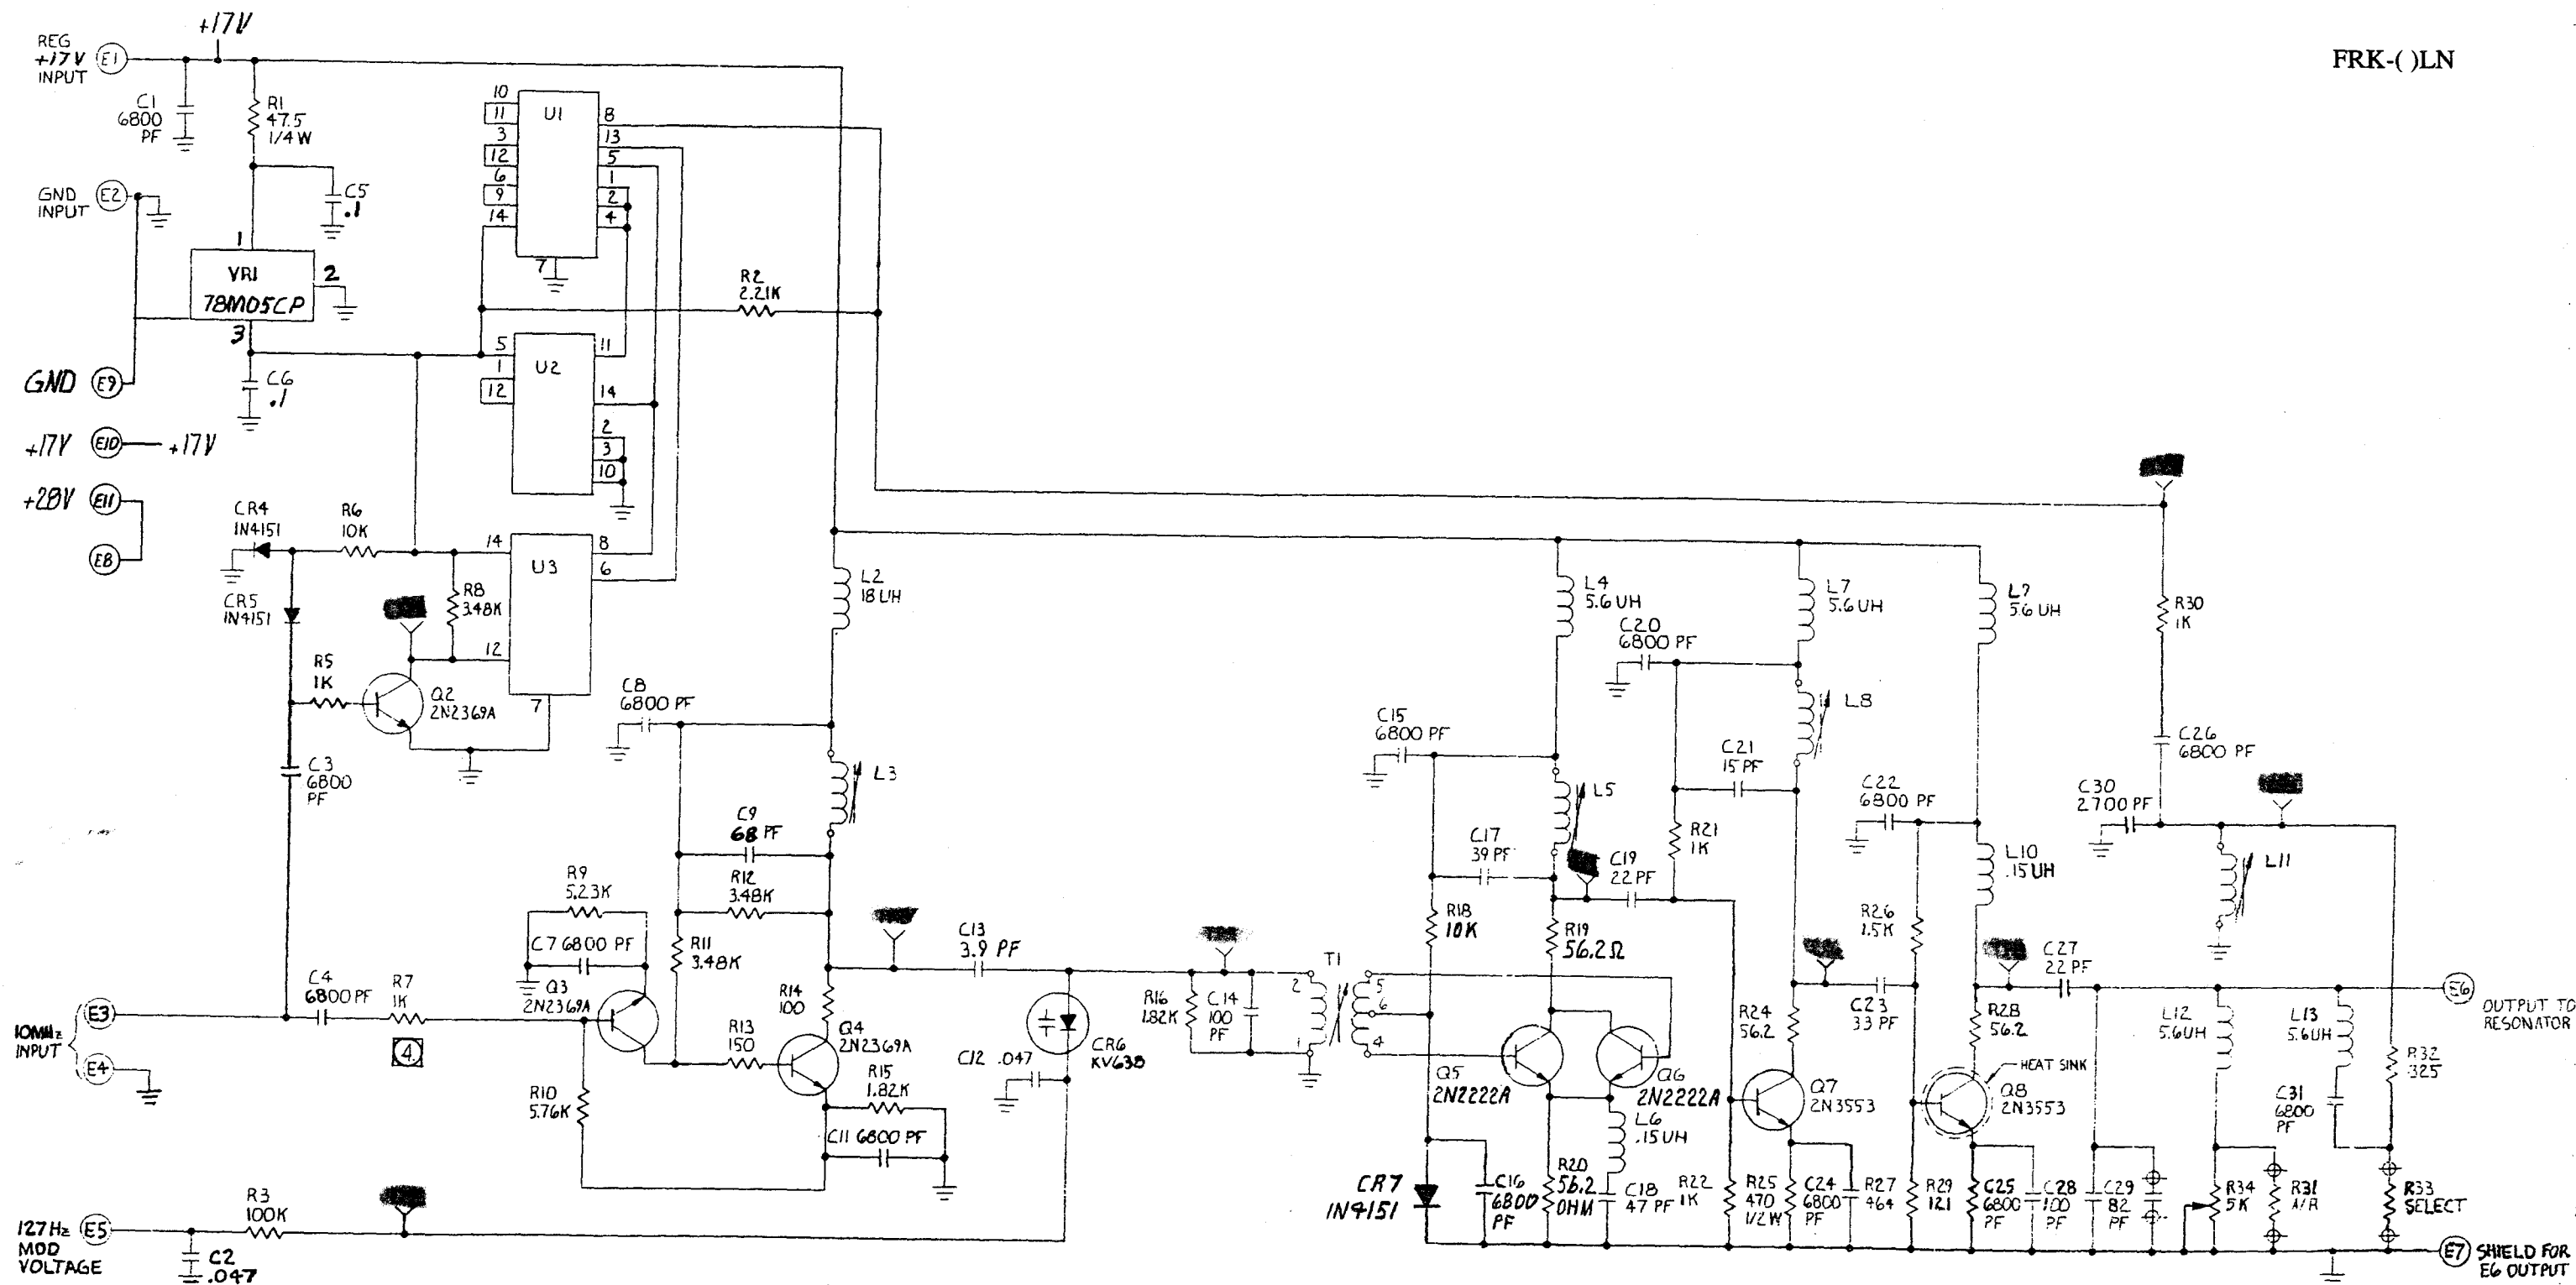 FRK-( )LN
+17V
REG
+17V
INPUT
E1
C1
6800
PF
R1
47.5
1/4W
GND
INPUT
E2
C5
.1
1
VR1
78M05CP
2
3
GND
E9
C6
.1
+17V
E10
+17V
+28V
E11
E8
10
11
3
12
6
9
14
U1
8
13
5
1
2
4
7
R2
2.21K
5
1
12
U2
11
14
2
3
10
CR4
1N4151
R6
10K
14
U3
8
6
12
7
R8
3.48K
CR5
1N4151
R5
1K
Q2
2N2369A
C3
6800
PF
L2
18 UH
C8
6800 PF
L3
C9
68 PF
R12
3.48K
R9
5.23K
C7 6800 PF
R11
3.48K
Q3
2N2369A
C4
6800 PF
R7
1K
4
10MHz
INPUT
E3
E4
R14
100
R13
150
Q4
2N2369A
R15
1.82K
C11 6800 PF
R10
5.76K
C13
3.9 PF
C12 .047
CR6
KV638
127Hz
MOD
VOLTAGE
E5
R3
100K
C2
.047
R16
1.82K
C14
100
PF
T1
2
1
5
6
4
C15
6800 PF
L4
5.6 UH
L5
C17
39 PF
R18
10K
R19
56.2Ω
C19
22 PF
Q5
2N2222A
Q6
2N2222A
L6
.15UH
CR7
1N4151
C16
6800
PF
R20
56.2
OHM
C18
47 PF
C20
6800 PF
L7
5.6 UH
L8
C21
15 PF
R21
1K
R22
1K
R24
56.2
Q7
2N3553
R25
470
1/2W
C24
6800
PF
R27
464
C23
33 PF
L9
5.6 UH
C22
6800 PF
L10
.15UH
R26
1.5K
R28
56.2
HEAT SINK
Q8
2N3553
R29
121
C25
6800
PF
C28
100
PF
C27
22 PF
C29
82
PF
R30
1K
C26
6800 PF
C30
2700 PF
L11
L12
5.6UH
L13
5.6UH
C31
6800
PF
R32
325
R34
5K
R31
A/R
R33
SELECT
E6
OUTPUT TO
RESONATOR
E7
SHIELD FOR
E6 OUTPUT